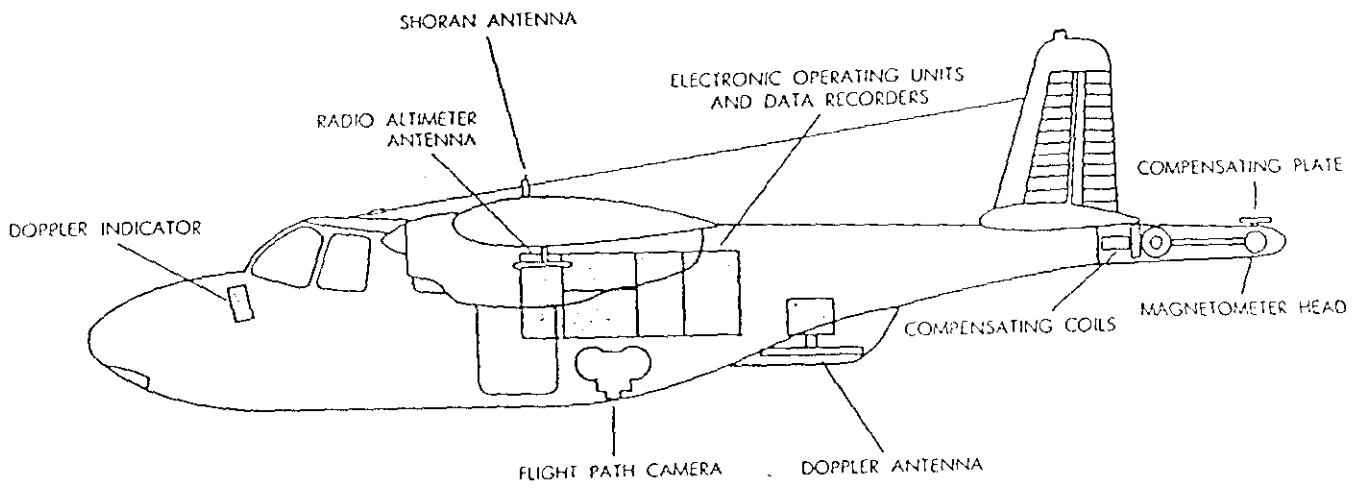 SHORAN ANTENNA
ELECTRONIC OPERATING UNITS
AND DATA RECORDERS
RADIO ALTIMETER
ANTENNA
COMPENSATING PLATE
DOPPLER INDICATOR
MAGNETOMETER HEAD
COMPENSATING COILS
FLIGHT PATH CAMERA
DOPPLER ANTENNA